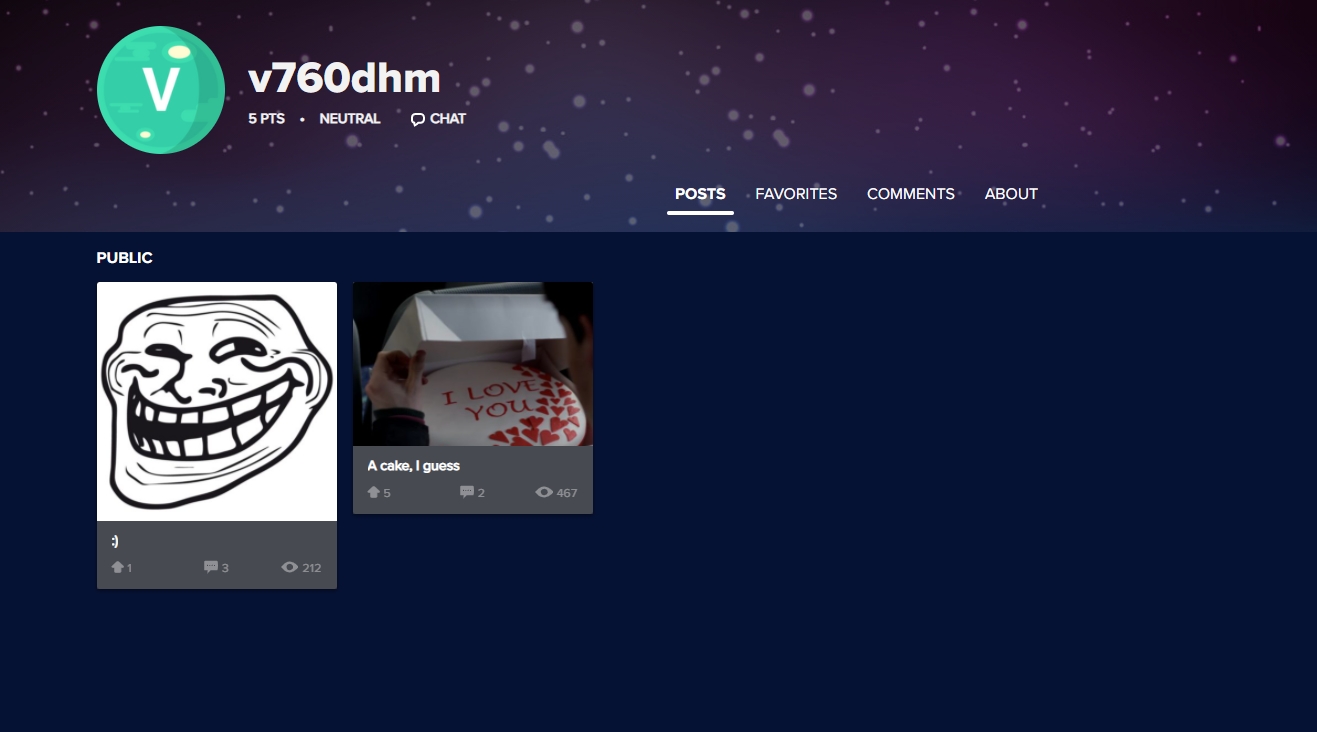 V
v760dhm
5 PTS • NEUTRAL CHAT
POSTS FAVORITES COMMENTS ABOUT
PUBLIC
:)
1 3 212
I LOVE
YOU
A cake, I guess
5 2 467